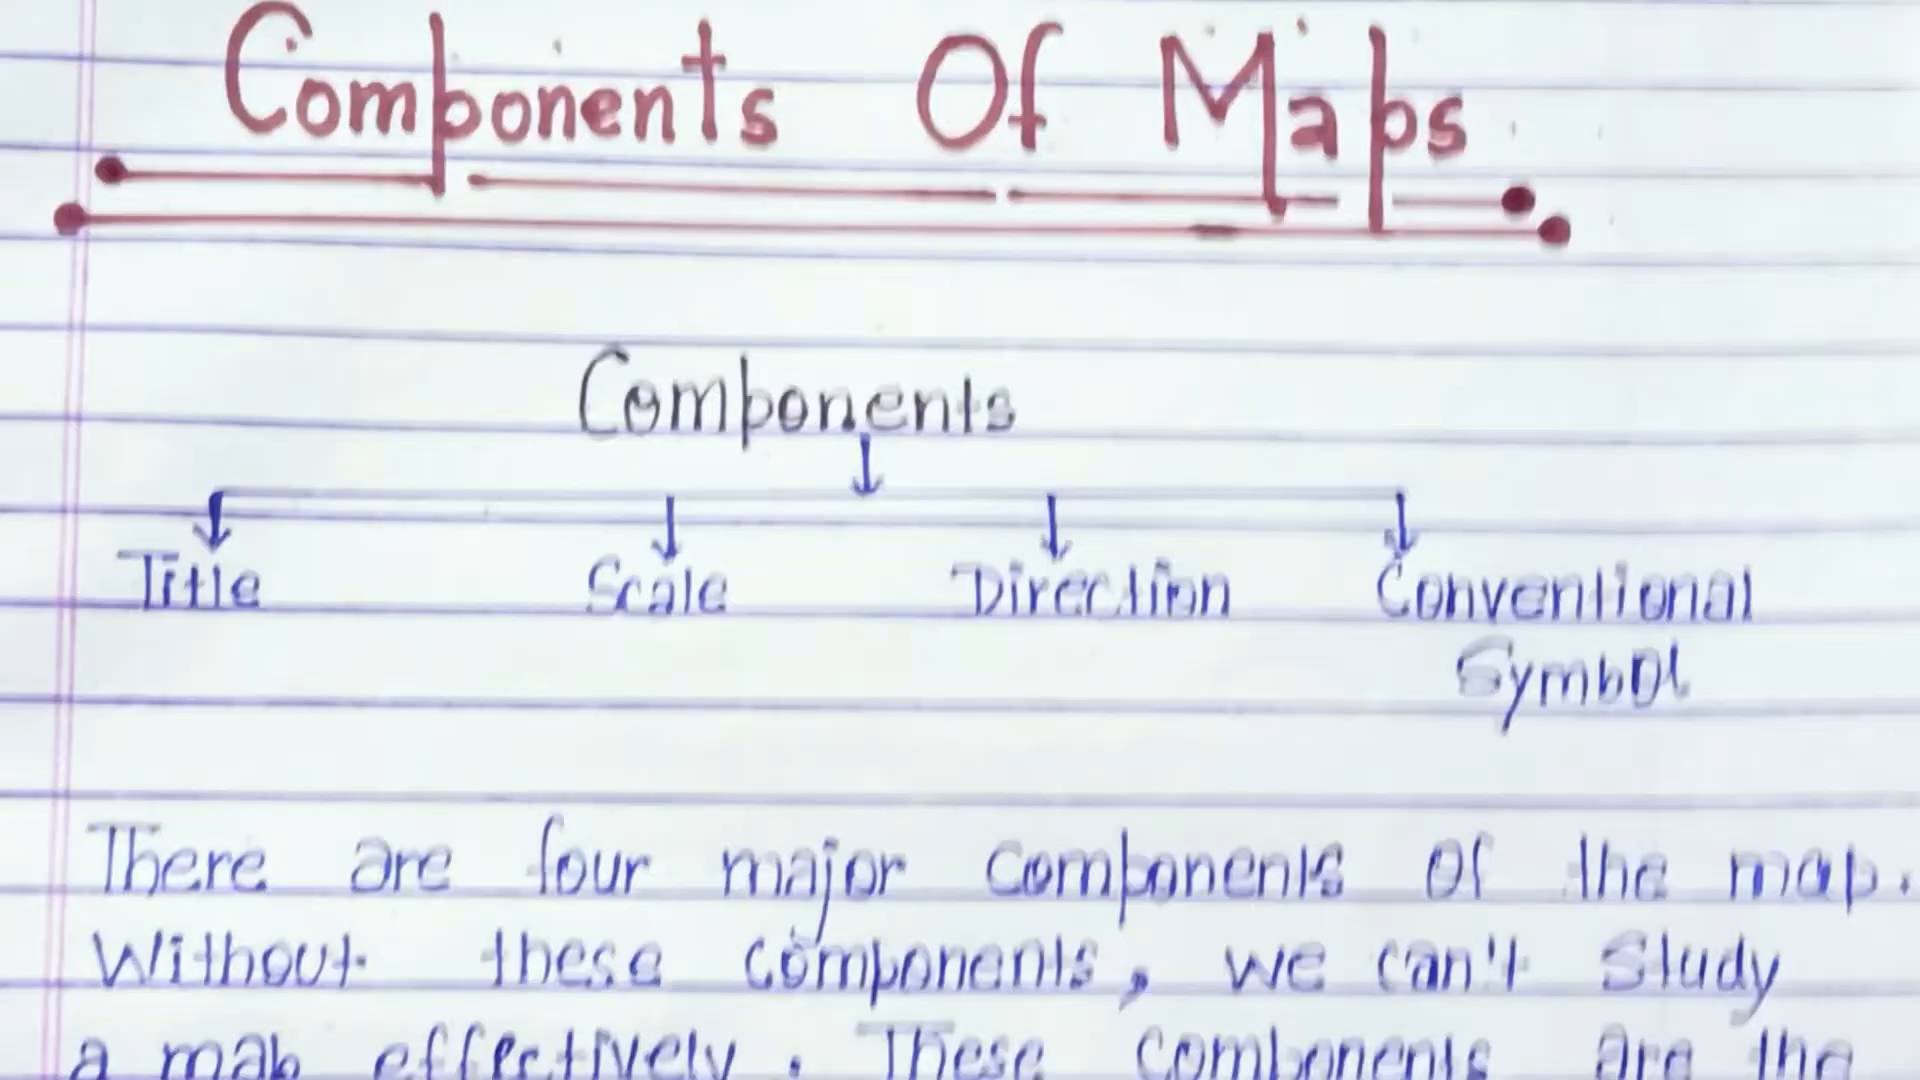 Components Of Maps
Components
Title Scale Direction Conventional
Symbol
There are four major components of the map.
Without these components, we can't study
a map effectively. These components are the